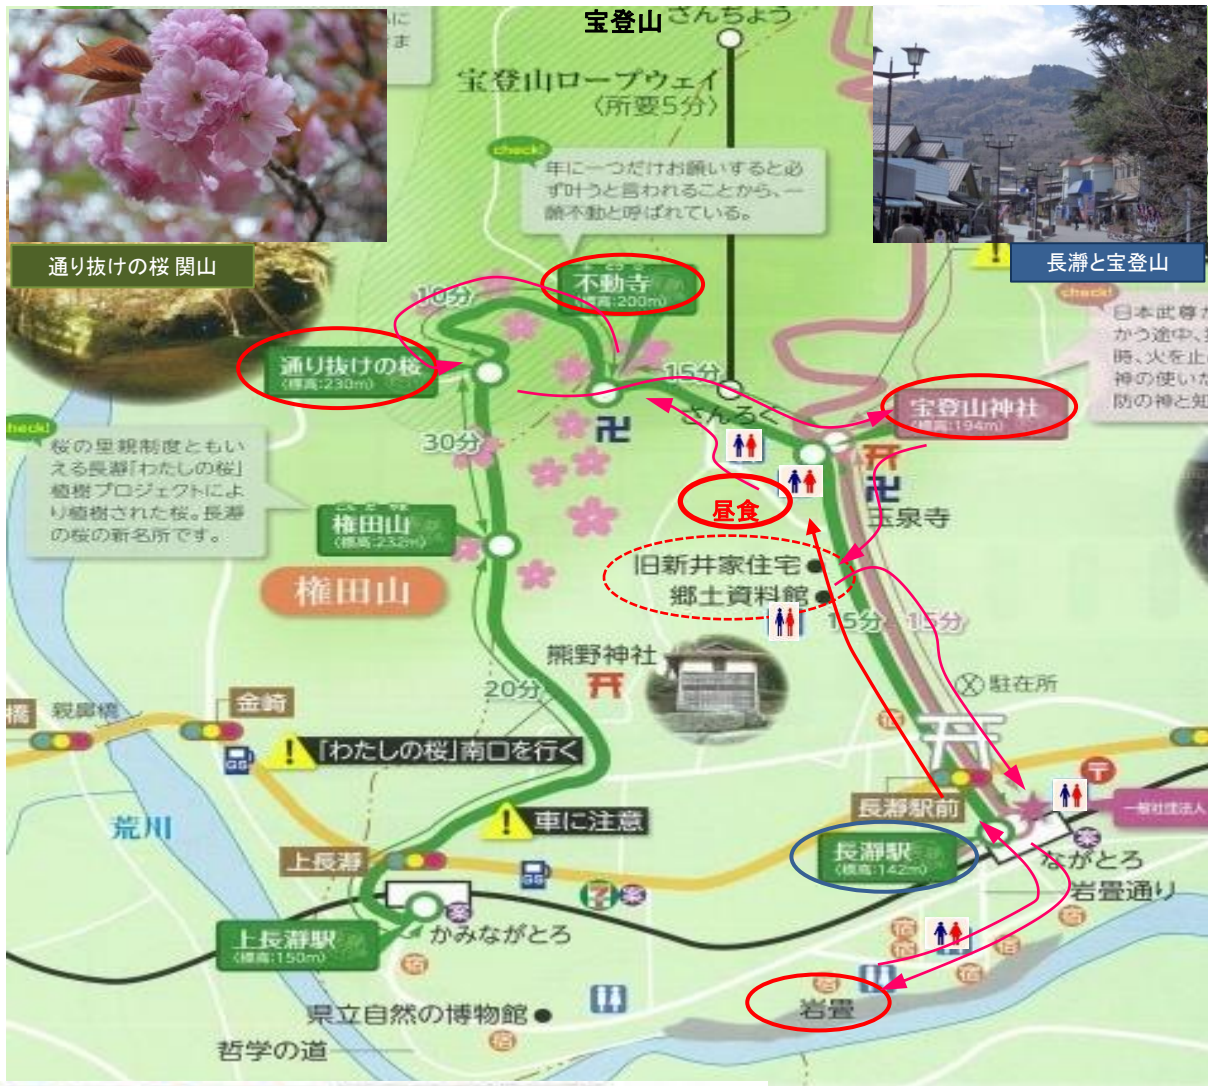 宝登山
さんちょう
宝登山ロープウェイ
〈所要5分〉
check!
年に一つだけお願いすると必
ず叶うと言われることから、一
願不動と呼ばれている。
通り抜けの桜 関山
長瀞と宝登山
check!
日本武尊が
かう途中、
時、火を止
神の使いた
防の神と知
不動寺
(標高:200m)
10分
通り抜けの桜
(標高:230m)
15分
さんろく
宝登山神社
(標高:194m)
check!
桜の里親制度ともい
える長瀞「わたしの桜」
植樹プロジェクトによ
り植樹された桜。長瀞
の桜の新名所です。
30分
卍
卍
玉泉寺
昼食
権田山
(標高:232m)
権田山
旧新井家住宅
郷土資料館
15分
15分
熊野神社
20分
駐在所
宿
橋
親鼻橋
金崎
GS
「わたしの桜」南口を行く
荒川
車に注意
長瀞駅前
〒
一般社団法人
上長瀞
GS
長瀞駅
(標高:142m)
ながとろ
岩畳通り
上長瀞駅
(標高:150m)
かみながとろ
宿
岩畳
県立自然の博物館
哲学の道
宿